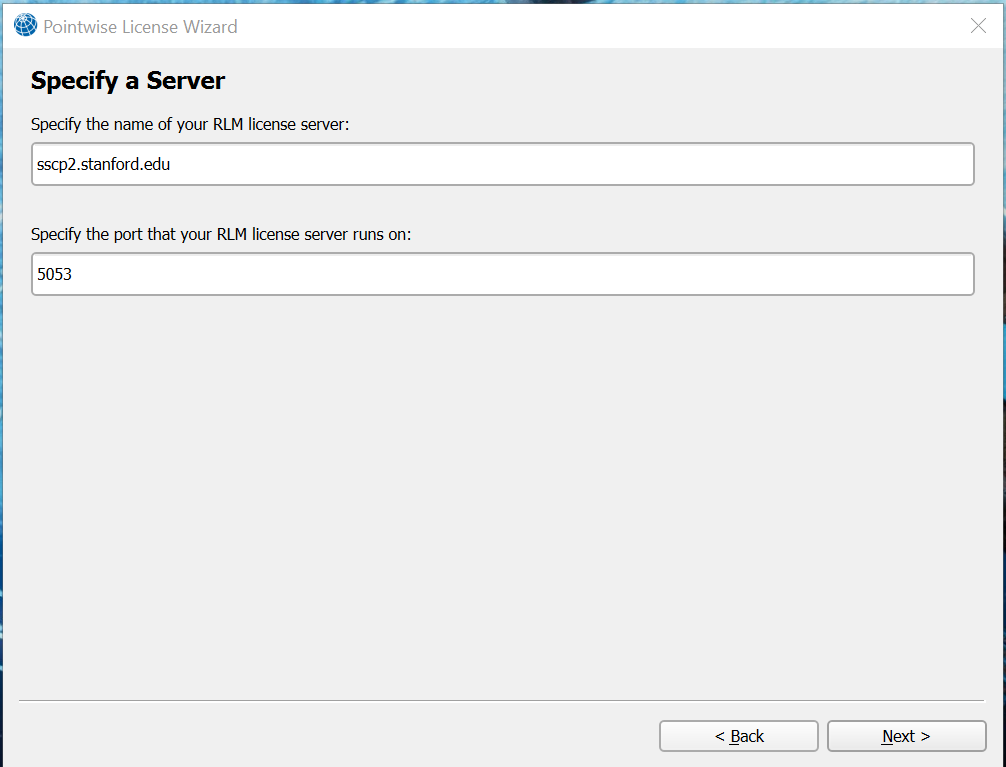 Pointwise License Wizard
Specify a Server
Specify the name of your RLM license server:
sscp2.stanford.edu
Specify the port that your RLM license server runs on:
5053
< Back
Next >